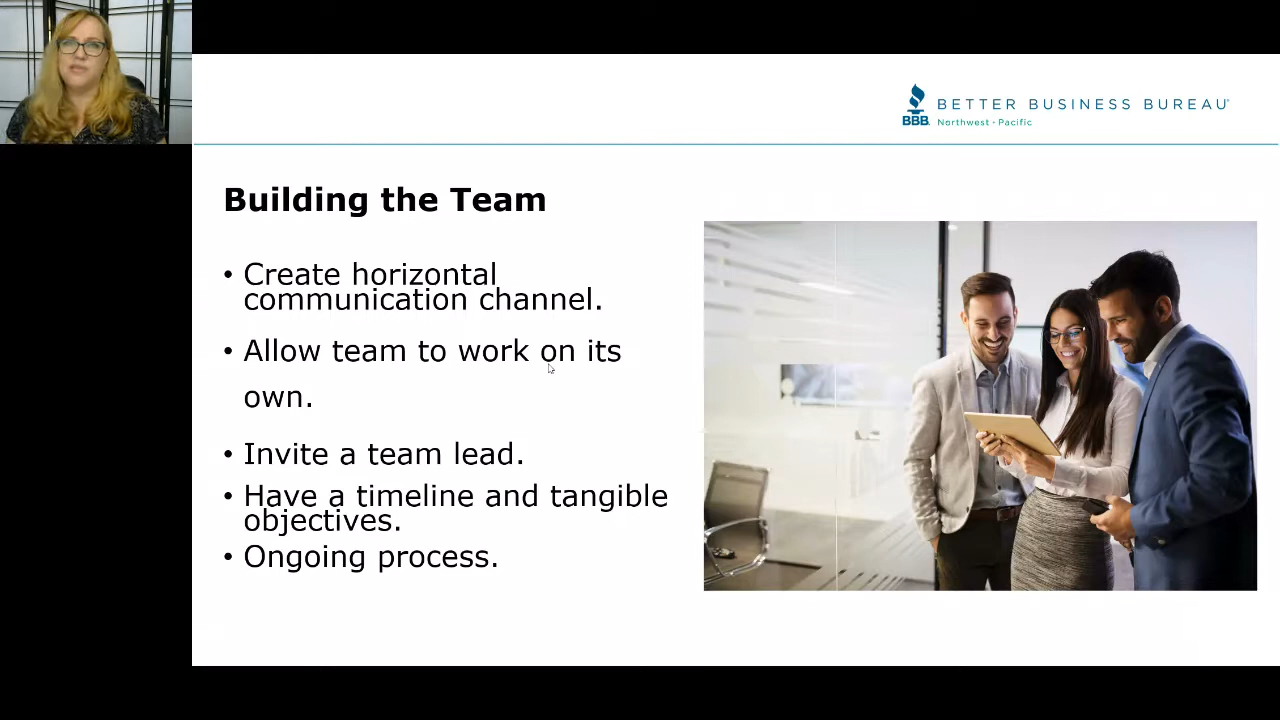 BETTER BUSINESS BUREAU
BBB
Northwest + Pacific
Building the Team
• Create horizontal
communication channel.
• Allow team to work on its
own.
• Invite a team lead.
• Have a timeline and tangible
objectives.
• Ongoing process.